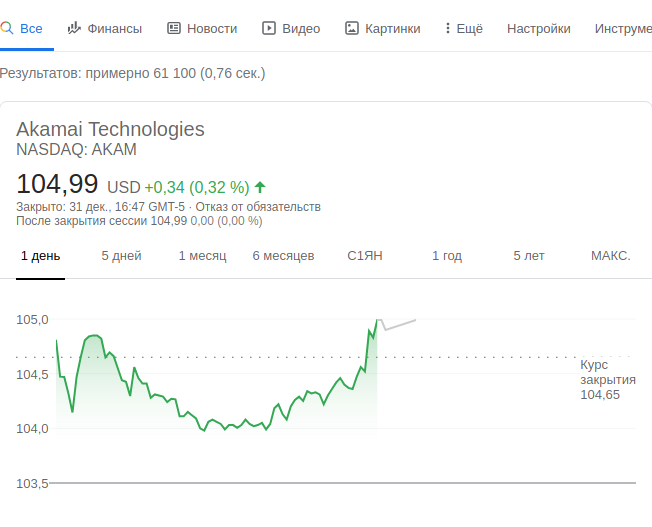 Все Финансы Новости Видео Картинки Ещё Настройки Инструме
Результатов: примерно 61 100 (0,76 сек.)
Akamai Technologies
NASDAQ: AKAM
104,99 USD +0,34 (0,32 %)
Закрыто: 31 дек., 16:47 GMT-5 · Отказ от обязательств
После закрытия сессии 104,99 0,00 (0,00 %)
1 день 5 дней 1 месяц 6 месяцев С1ЯН 1 год 5 лет МАКС.
105,0
104,5
104,0
103,5
Курс
закрытия
104,65